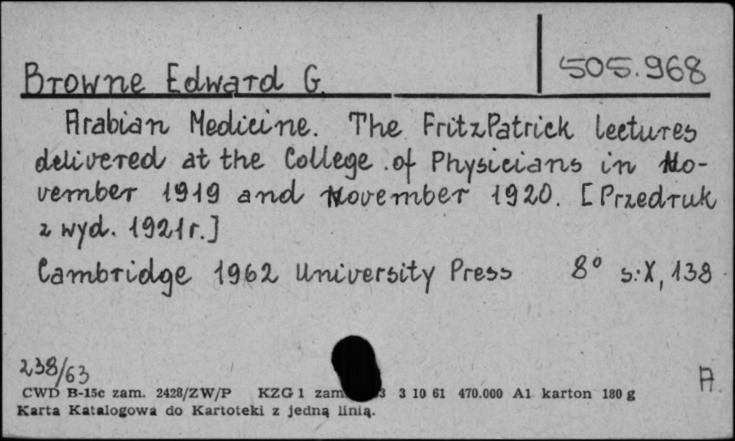 Browne Edward G. 505.968
Arabian Medicine. The FritzPatrick lectures
delivered at the College of Physicians in No-
vember 1919 and November 1920. [Przedruk
z wyd. 1921r.]
Cambridge 1962 University Press 8° s: X, 138
238/63
A.
CWD B-15c zam. 2428/ZW/P KZG 1 zam 3 3 10 61 470.000 A1 karton 180 g
Karta Katalogowa do Kartoteki z jedną linią.